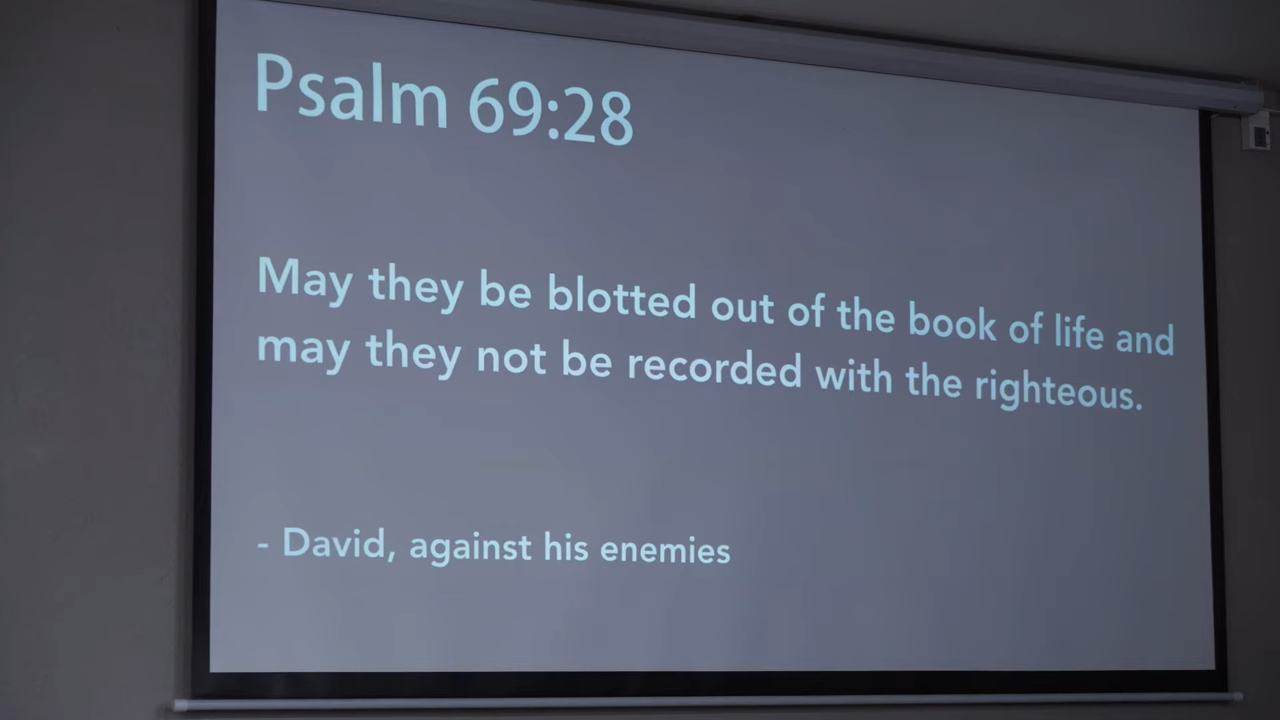 Psalm 69:28
May they be blotted out of the book of life and
may they not be recorded with the righteous.
- David, against his enemies